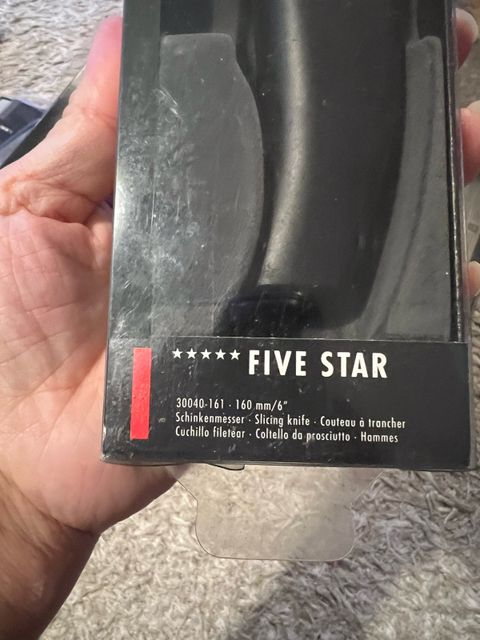 ★★★★★ FIVE STAR
30040-161 · 160 mm/6"
Schinkenmesser · Slicing knife · Couteau à trancher
Cuchillo filetear · Coltello da prosciutto · Hammes